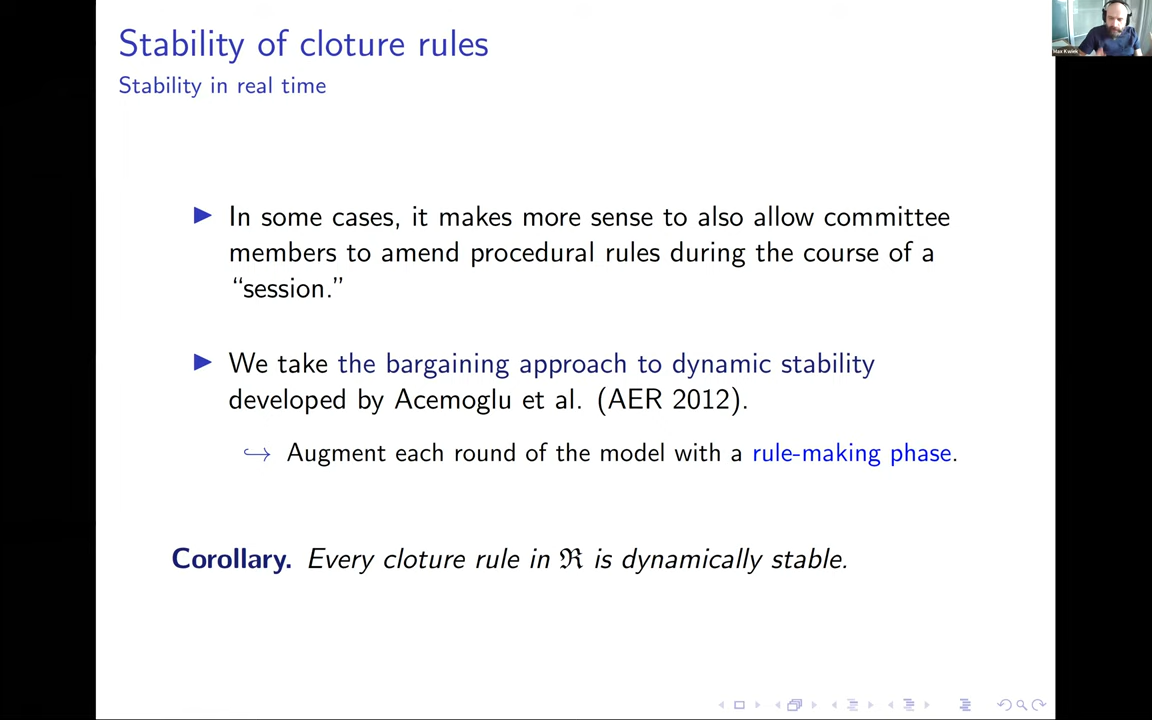 Stability of cloture rules
Stability in real time
▶ In some cases, it makes more sense to also allow committee
members to amend procedural rules during the course of a
“session.”
▶ We take the bargaining approach to dynamic stability
developed by Acemoglu et al. (AER 2012).
↪ Augment each round of the model with a rule-making phase.
Corollary. Every cloture rule in ℜ is dynamically stable.
Max Kwiek